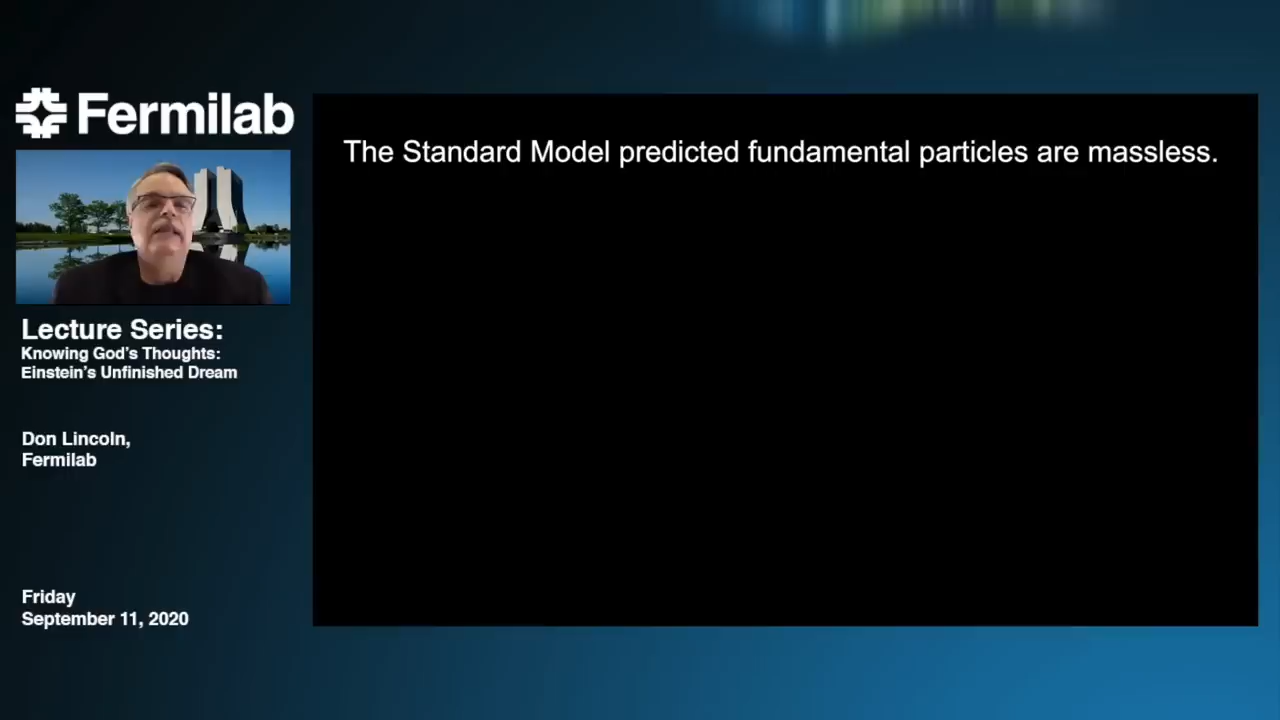 Fermilab
The Standard Model predicted fundamental particles are massless.
Lecture Series:
Knowing God's Thoughts:
Einstein's Unfinished Dream
Don Lincoln,
Fermilab
Friday
September 11, 2020